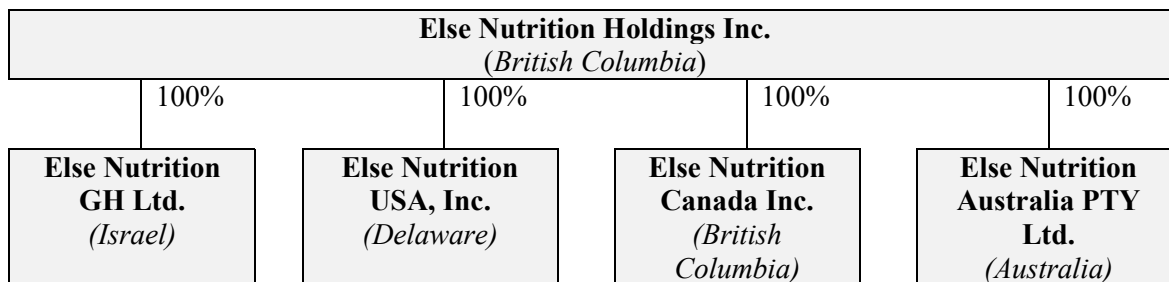 Else Nutrition Holdings Inc.
(British Columbia)
100%
100%
100%
100%
Else Nutrition
GH Ltd.
(Israel)
Else Nutrition
USA, Inc.
(Delaware)
Else Nutrition
Canada Inc.
(British
Columbia)
Else Nutrition
Australia PTY
Ltd.
(Australia)